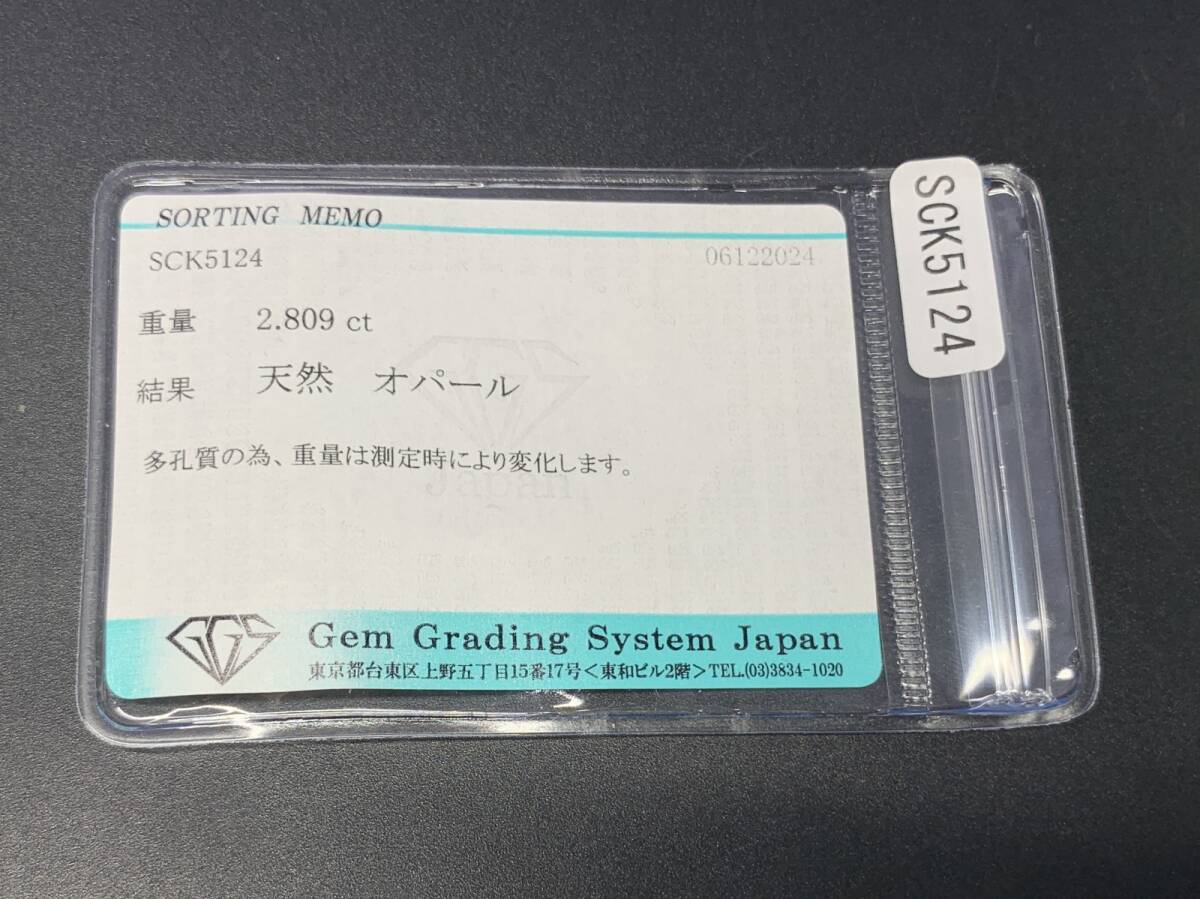 SORTING MEMO
SCK5124 06122024
重量 2.809 ct
結果 天然 オパール
多孔質の為、重量は測定時により変化します。
Japan
GGS Gem Grading System Japan
東京都台東区上野五丁目15番17号<東和ビル2階>TEL.(03)3834-1020
SCK5124